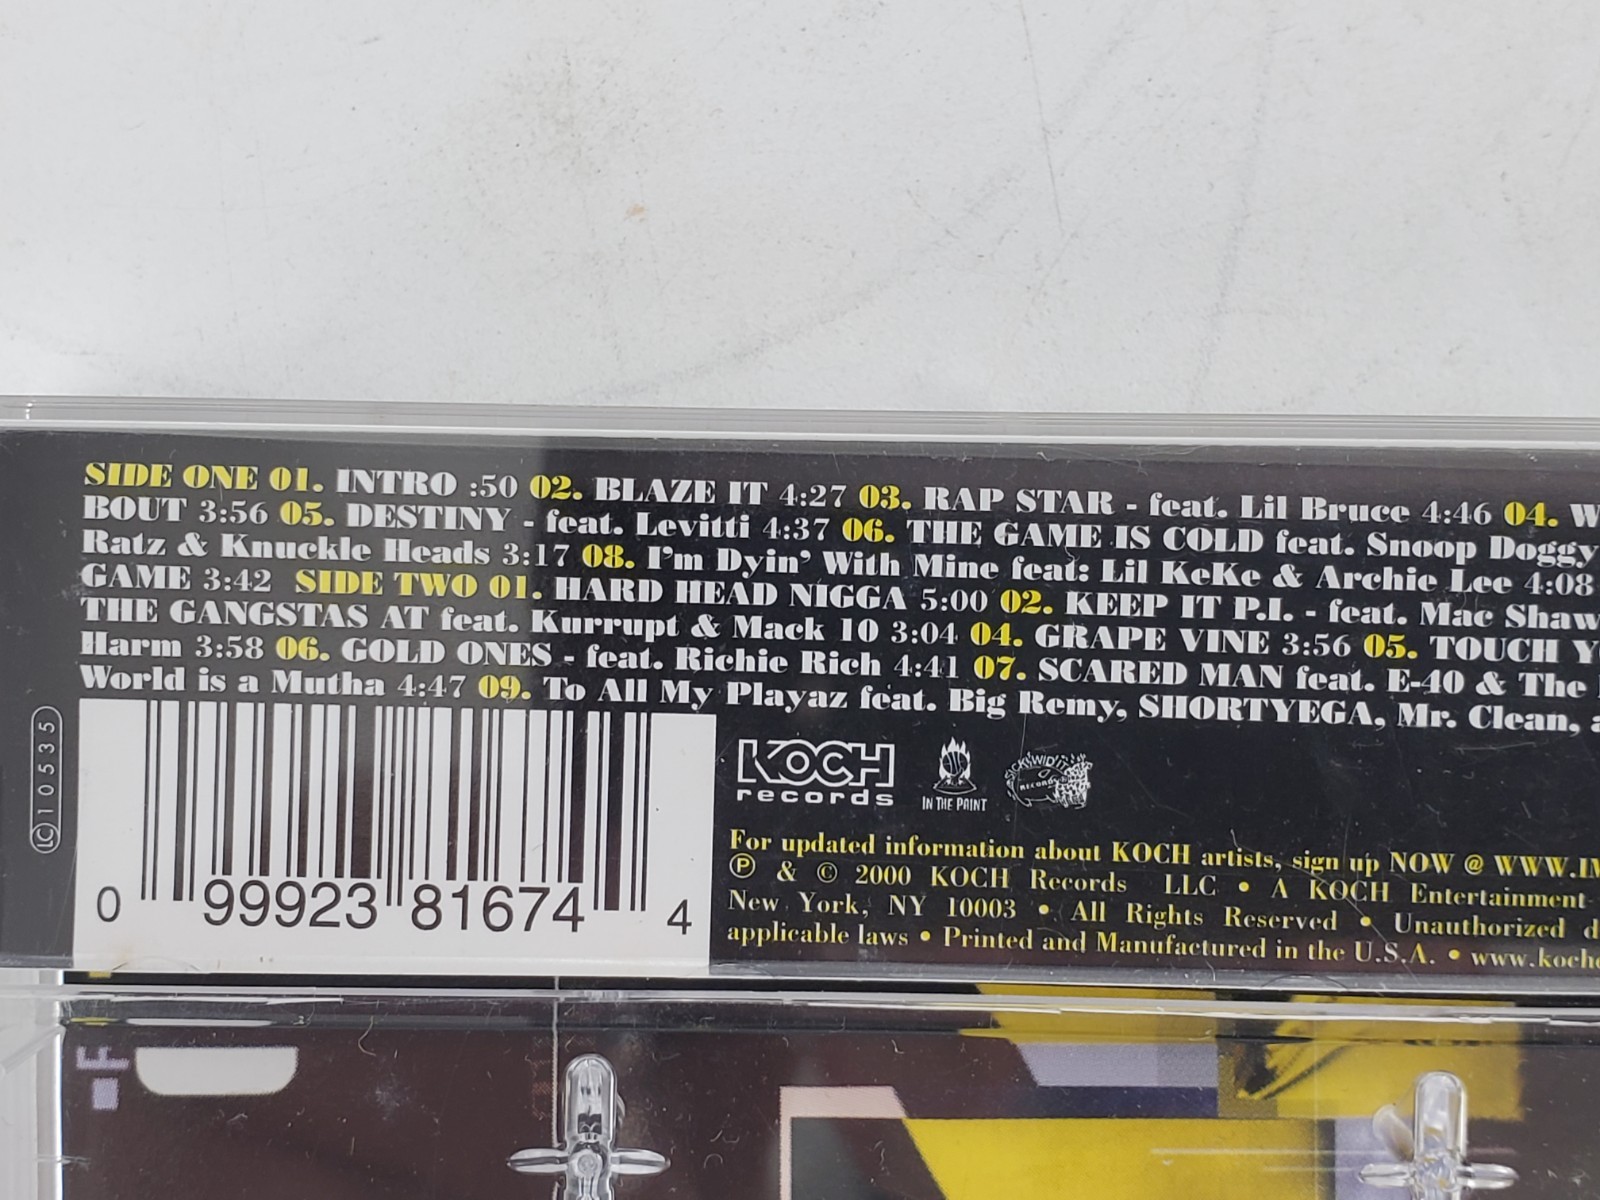 SIDE ONE 01. INTRO :50 02. BLAZE IT 4:27 03. RAP STAR - feat. Lil Bruce 4:46 04.
BOUT 3:56 05. DESTINY - feat. Levitti 4:37 06. THE GAME IS COLD feat. Snoop Doggy
Ratz & Knuckle Heads 3:17 08. I'm Dyin' With Mine feat: Lil KeKe & Archie Lee 4:08
GAME 3:42 SIDE TWO 01. HARD HEAD NIGGA 5:00 02. KEEP IT P.I. - feat. Mac Shaw
THE GANGSTAS AT feat. Kurrupt & Mack 10 3:04 04. GRAPE VINE 3:56 05. TOUCH
Harm 3:58 06. GOLD ONES - feat. Richie Rich 4:41 07. SCARED MAN feat. E-40 & The
World is a Mutha 4:47 09. To All My Playaz feat. Big Remy, SHORTYEGA, Mr. Clean,
LC 10535
0 99923 81674 4
KOCH
records
IN THE PAINT
SICK WID' IT
RECORDS
For updated information about KOCH artists, sign up NOW @
℗ & © 2000 KOCH Records LLC • A KOCH Entertainment
New York, NY 10003 • All Rights Reserved • Unauthorized
applicable laws • Printed and Manufactured in the U.S.A. •